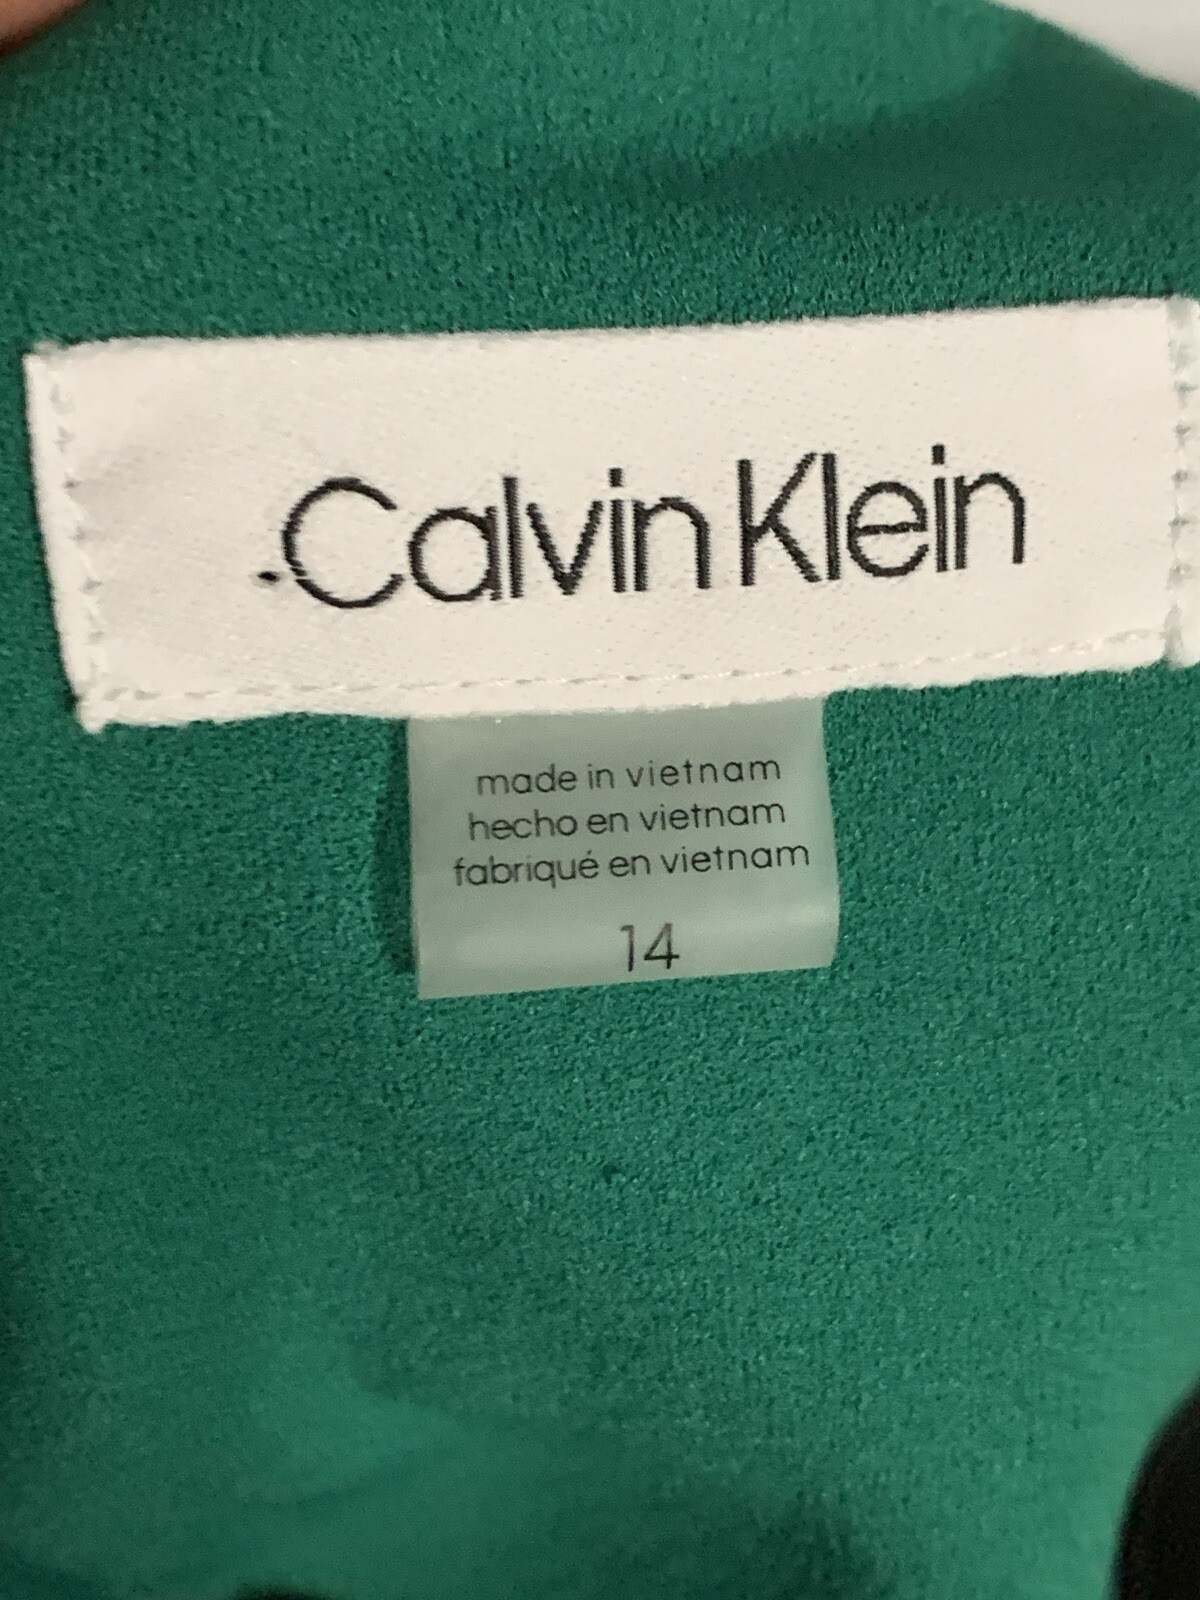 Calvin Klein
made in vietnam
hecho en vietnam
fabriqué en vietnam
14